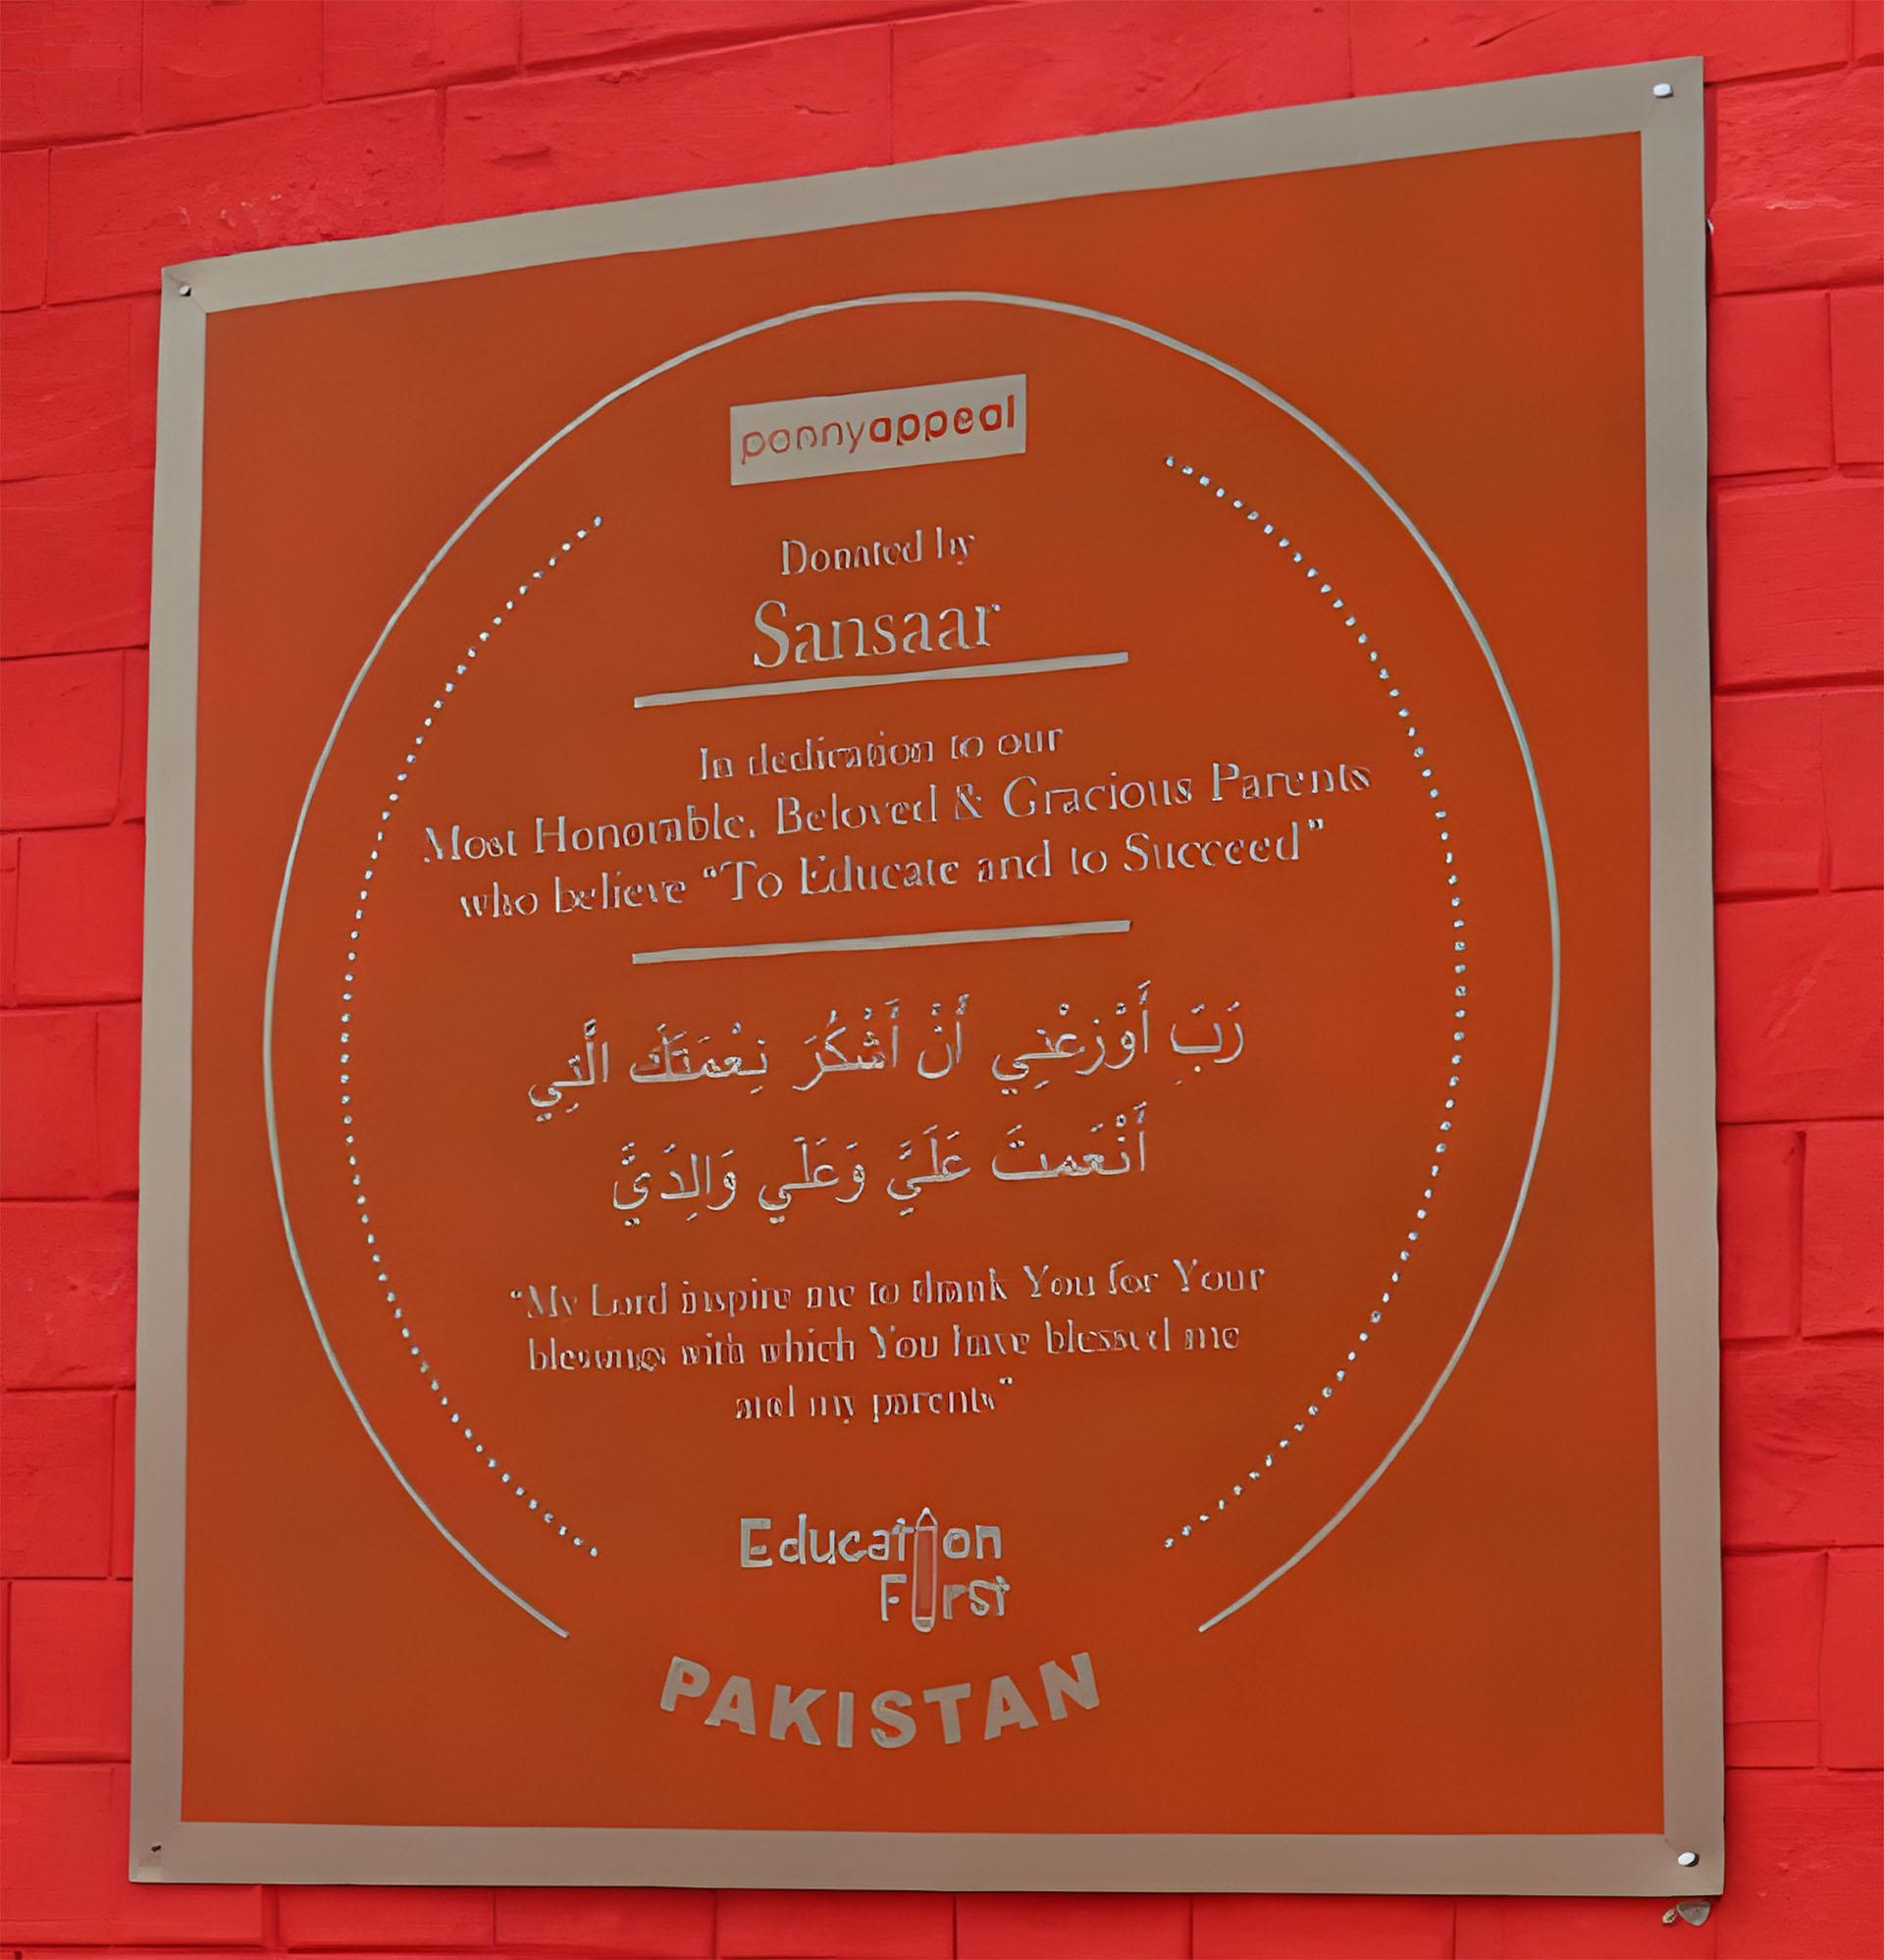 pennyappeal
Donated by
Sansaar
In dedication to our
Most Honourable, Beloved & Gracious Parents
who believe "To Educate and to Succeed"
رَبِّ أَوْزِعْنِي أَنْ أَشْكُرَ نِعْمَتَكَ الَّتِي
أَنْعَمتَ عَلَيَّ وَعَلَي وَالِدَيَّ
"My Lord inspire me to thank You for Your
blessings with which You have blessed me
and my parents"
Education
First
PAKISTAN